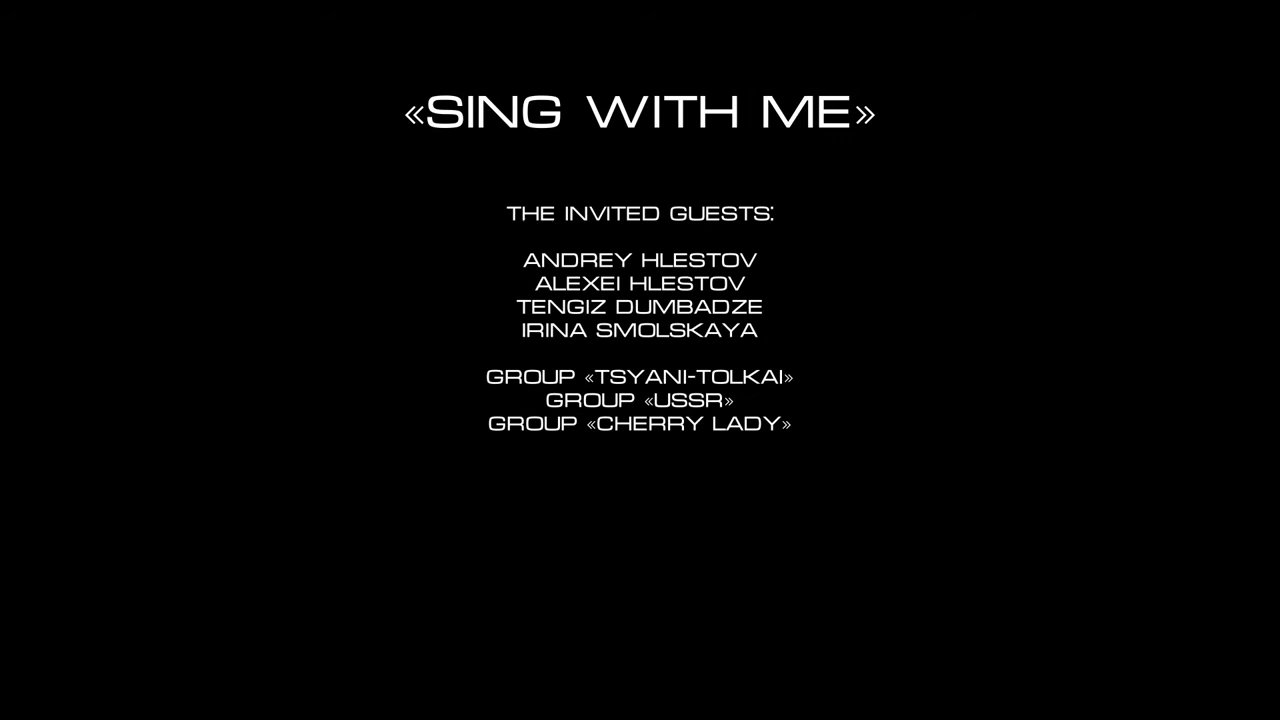 «SING WITH ME»
THE INVITED GUESTS:
ANDREY HLESTOV
ALEXEI HLESTOV
TENGIZ DUMBADZE
IRINA SMOLSKAYA
GROUP «TSYANI-TOLKAI»
GROUP «USSR»
GROUP «CHERRY LADY»